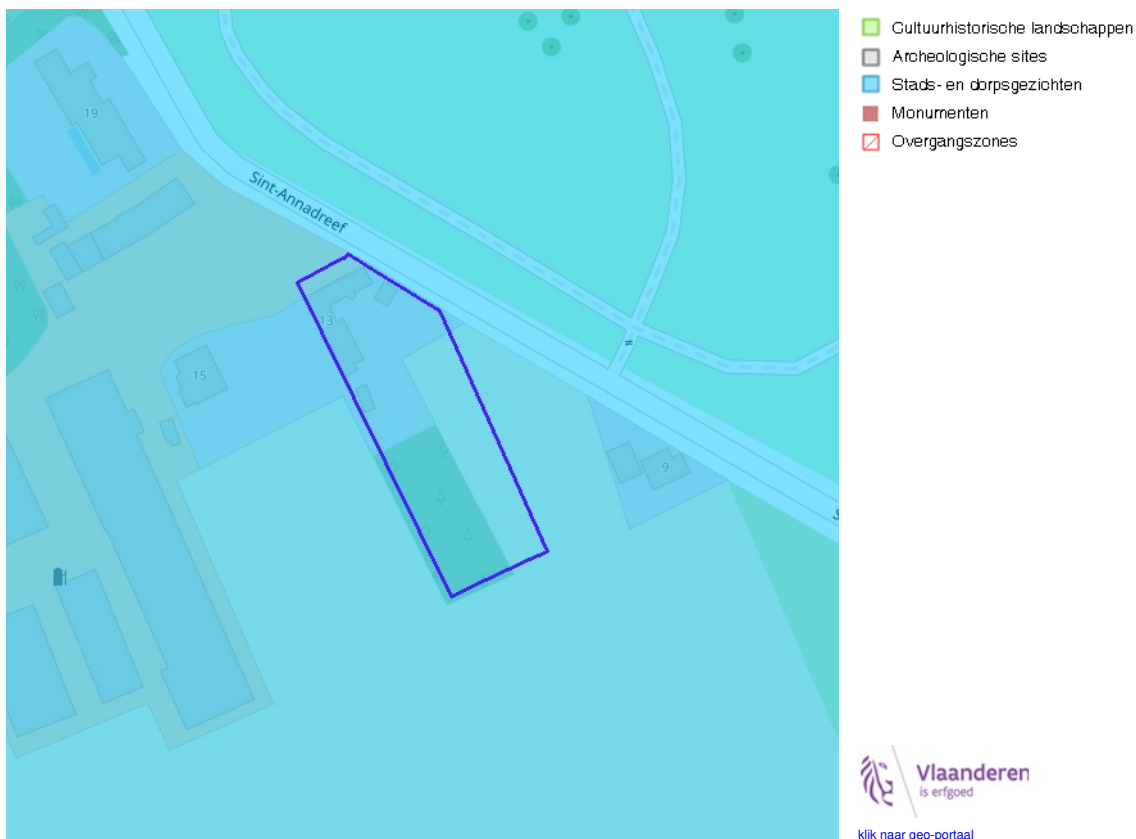 Cultuurhistorische landschappen
Archeologische sites
Stads- en dorpsgezichten
Monumenten
Overgangszones
19
Sint-Annadreef
13
15
9
S
Vlaanderen
is erfgoed
klik naar geo-portaal